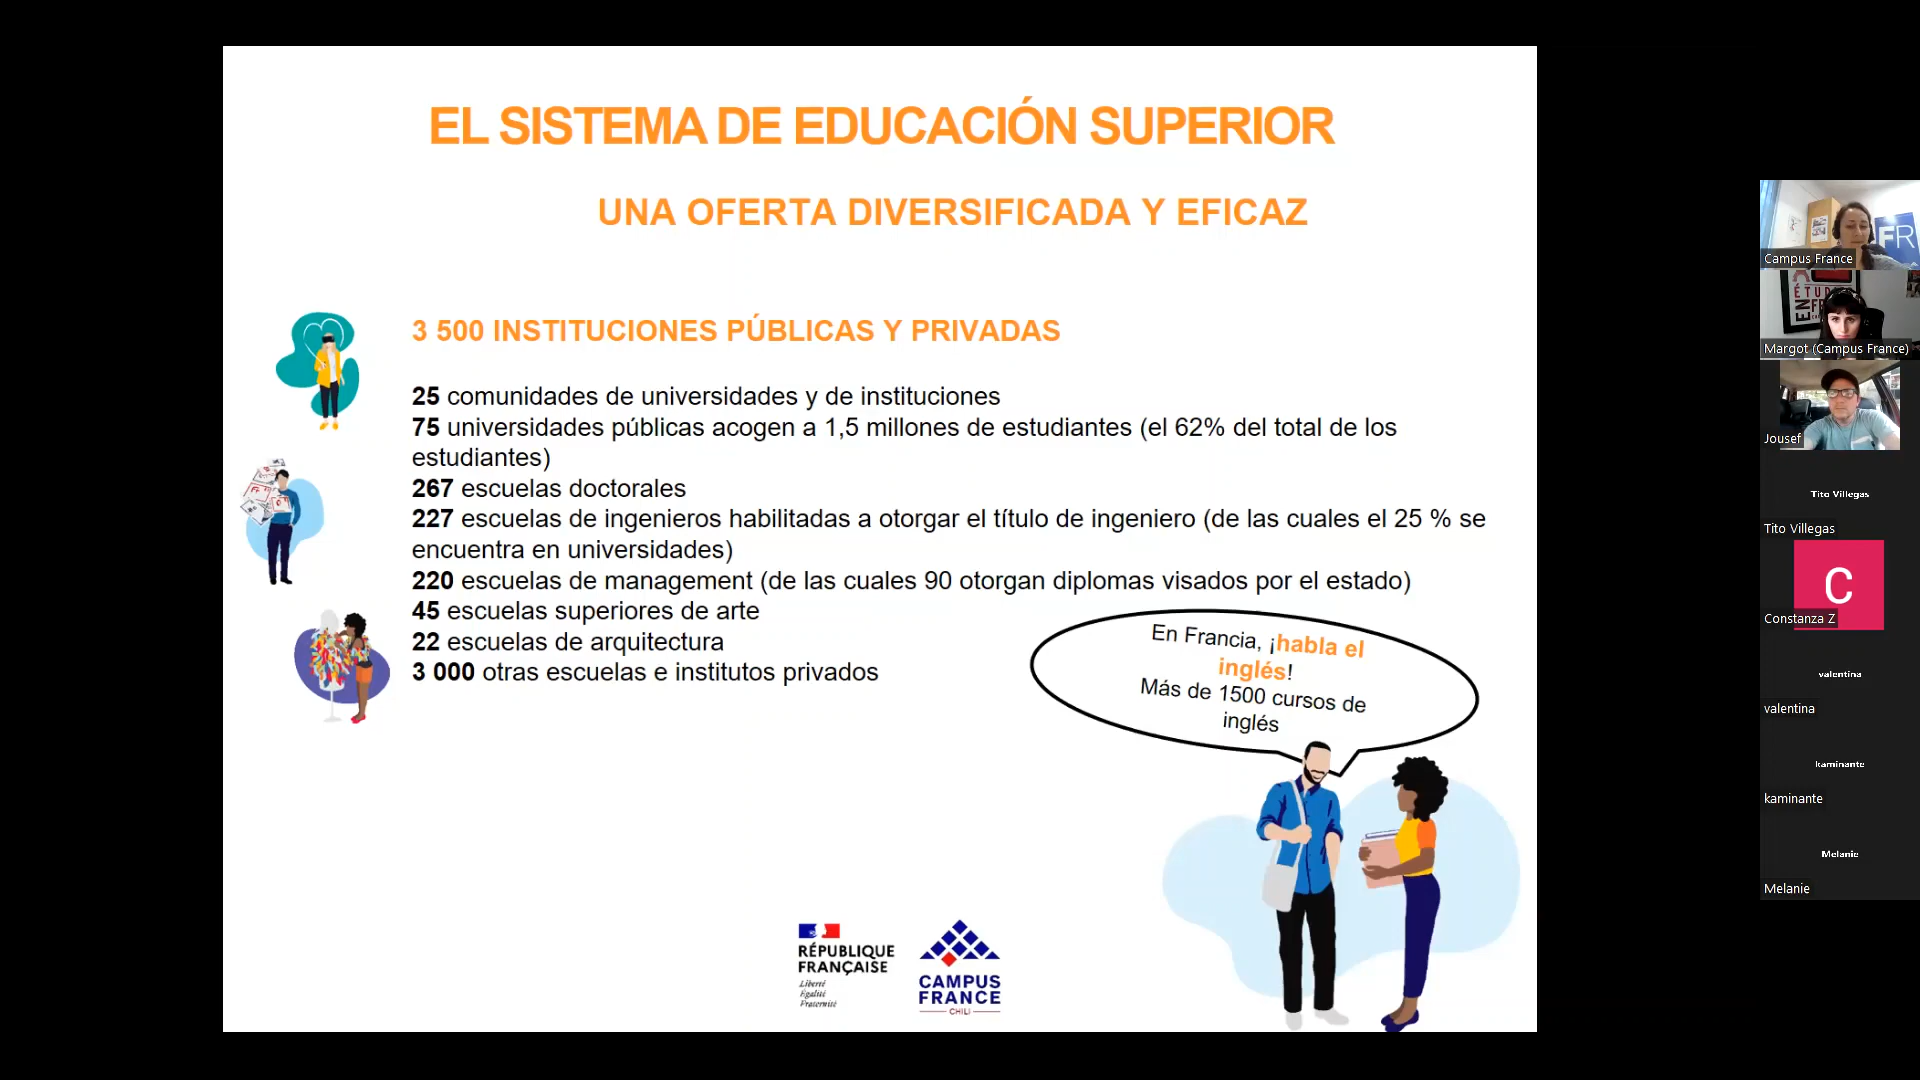 EL SISTEMA DE EDUCACIÓN SUPERIOR
UNA OFERTA DIVERSIFICADA Y EFICAZ
3 500 INSTITUCIONES PÚBLICAS Y PRIVADAS
25 comunidades de universidades y de instituciones
75 universidades públicas acogen a 1,5 millones de estudiantes (el 62% del total de los
estudiantes)
267 escuelas doctorales
227 escuelas de ingenieros habilitadas a otorgar el título de ingeniero (de las cuales el 25 % se
encuentra en universidades)
220 escuelas de management (de las cuales 90 otorgan diplomas visados por el estado)
45 escuelas superiores de arte
22 escuelas de arquitectura
3 000 otras escuelas e institutos privados
En Francia, ¡habla el
inglés!
Más de 1500 cursos de
inglés
RÉPUBLIQUE
FRANÇAISE
Liberté
Égalité
Fraternité
CAMPUS
FRANCE
CHILI
FR
Campus France
Margot (Campus France)
Jousef
Tito Villegas
Tito Villegas
C
Constanza Z
valentina
valentina
kaminante
kaminante
Melanie
Melanie